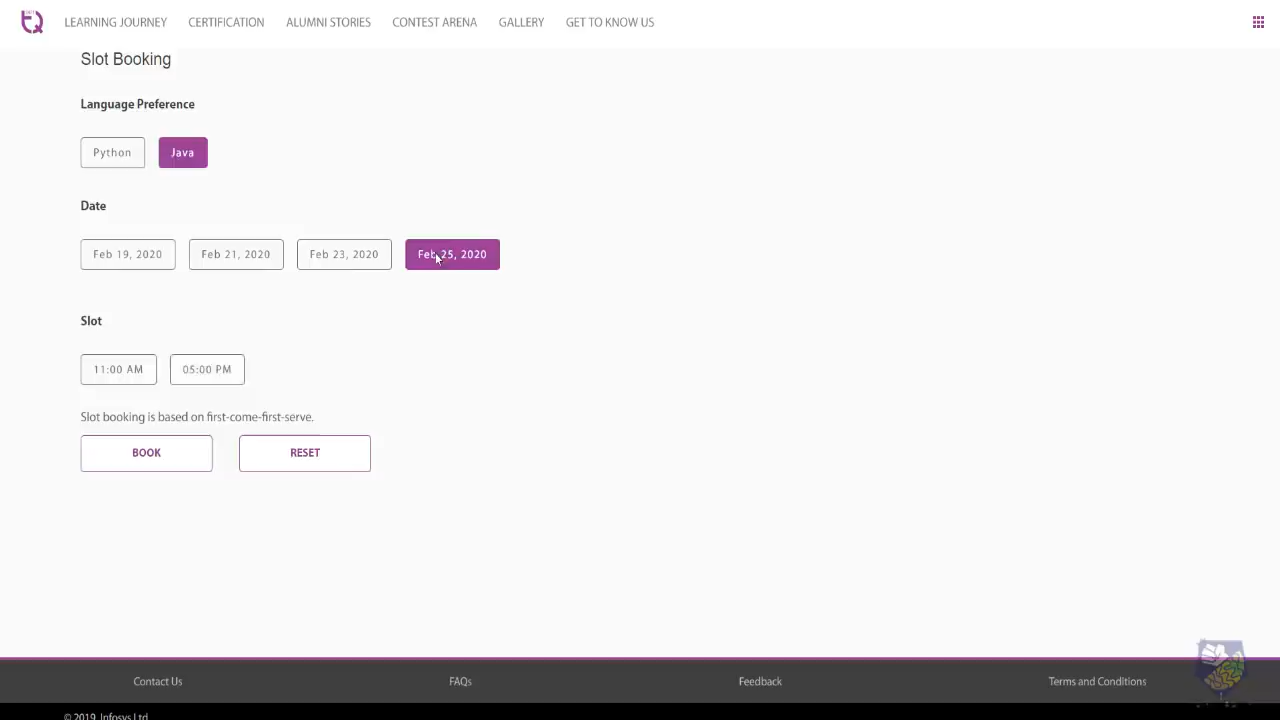 LEARNING JOURNEY CERTIFICATION ALUMNI STORIES CONTEST ARENA GALLERY GET TO KNOW US
Slot Booking
Language Preference
Python Java
Date
Feb 19, 2020 Feb 21, 2020 Feb 23, 2020 Feb 25, 2020
Slot
11:00 AM 05:00 PM
Slot booking is based on first-come-first-serve.
BOOK RESET
Contact Us FAQs Feedback Terms and Conditions
© 2019, Infosys Ltd